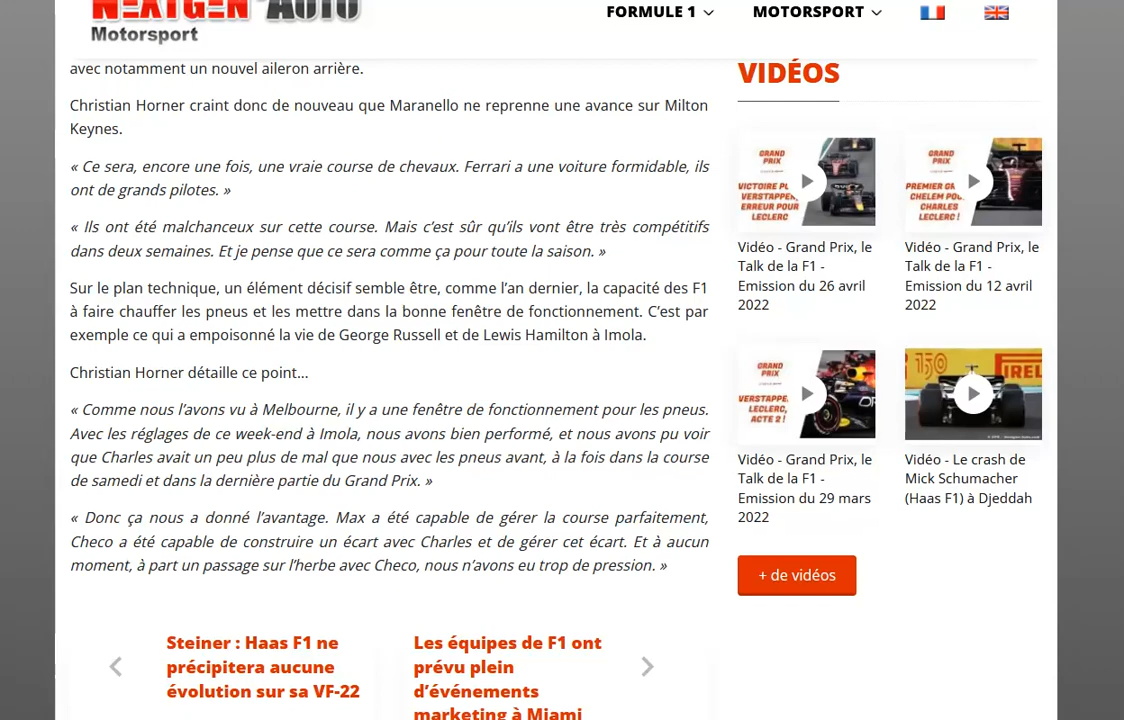 NEXTGEN AUTO
Motorsport
FORMULE 1
MOTORSPORT
avec notamment un nouvel aileron arrière.
Christian Horner craint donc de nouveau que Maranello ne reprenne une avance sur Milton
Keynes.
« Ce sera, encore une fois, une vraie course de chevaux. Ferrari a une voiture formidable, ils
ont de grands pilotes. »
« Ils ont été malchanceux sur cette course. Mais c’est sûr qu’ils vont être très compétitifs
dans deux semaines. Et je pense que ce sera comme ça pour toute la saison. »
Sur le plan technique, un élément décisif semble être, comme l’an dernier, la capacité des F1
à faire chauffer les pneus et les mettre dans la bonne fenêtre de fonctionnement. C’est par
exemple ce qui a empoisonné la vie de George Russell et de Lewis Hamilton à Imola.
Christian Horner détaille ce point...
« Comme nous l’avons vu à Melbourne, il y a une fenêtre de fonctionnement pour les pneus.
Avec les réglages de ce week-end à Imola, nous avons bien performé, et nous avons pu voir
que Charles avait un peu plus de mal que nous avec les pneus avant, à la fois dans la course
de samedi et dans la dernière partie du Grand Prix. »
« Donc ça nous a donné l’avantage. Max a été capable de gérer la course parfaitement,
Checo a été capable de construire un écart avec Charles et de gérer cet écart. Et à aucun
moment, à part un passage sur l’herbe avec Checo, nous n’avons eu trop de pression. »
Steiner : Haas F1 ne
précipitera aucune
évolution sur sa VF-22
Les équipes de F1 ont
prévu plein
d’événements
marketing à Miami
VIDÉOS
GRAND
PRIX
VICTOIRE
VERSTAPPEN,
ERREUR POUR
LECLERC
Vidéo - Grand Prix, le
Talk de la F1 -
Emission du 26 avril
2022
GRAND
PRIX
PREMIER
CHELEM
CHARLES
LECLERC !
Vidéo - Grand Prix, le
Talk de la F1 -
Emission du 12 avril
2022
GRAND
PRIX
LECLERC,
ACTE 2 !
Vidéo - Grand Prix, le
Talk de la F1 -
Emission du 29 mars
2022
Vidéo - Le crash de
Mick Schumacher
(Haas F1) à Djeddah
+ de vidéos